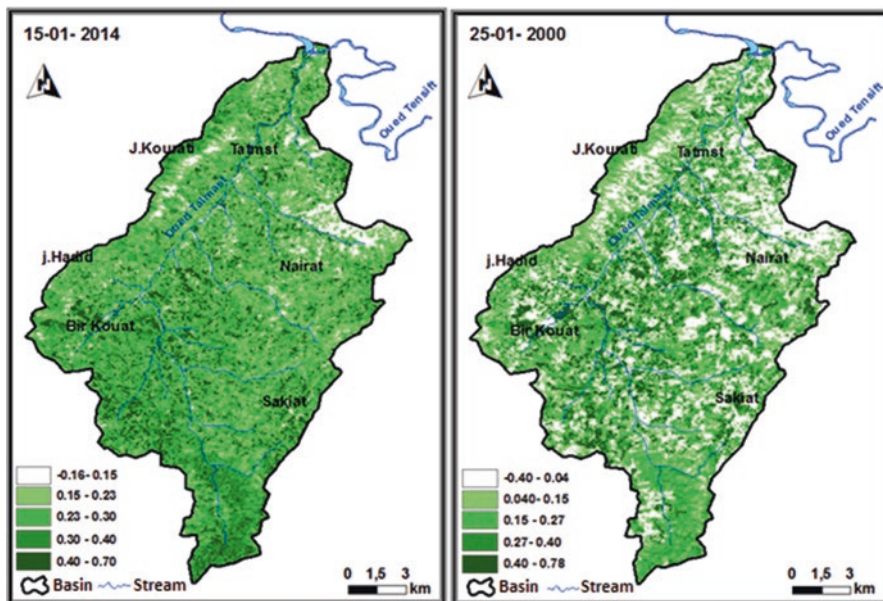 15-01- 2014
N
Oued Tensift
J.Kourati
Tatmst
Oued Talmast
j.Hadid
Nairat
Bir Kouat
Sakiat
-0.16- 0.15
0.15 - 0.23
0.23 - 0.30
0.30 - 0.40
0.40 - 0.70
Basin Stream
0 1,5 3
km
25-01- 2000
N
Oued Tensift
J.Kourati
Tatmst
Oued Talmast
j.Hadid
Nairat
Bir Kouat
Sakiat
-0.40 - 0.04
0.040- 0.15
0.15 - 0.27
0.27- 0.40
0.40 - 0.78
Basin Stream
0 1,5 3
km